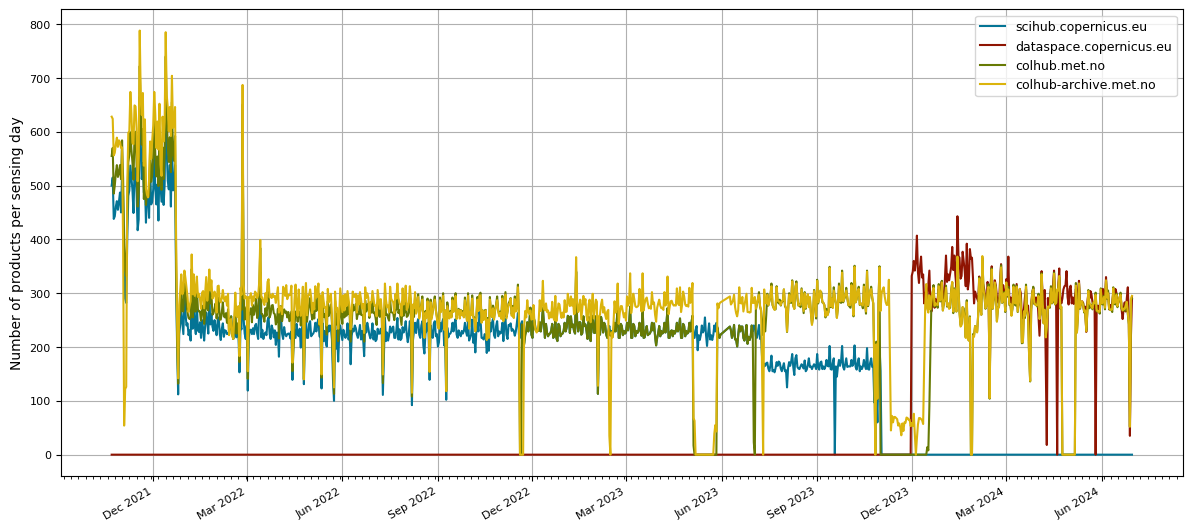 Number of products per sensing day
800
700
600
500
400
300
200
100
0
Dec 2021
Mar 2022
Jun 2022
Sep 2022
Dec 2022
Mar 2023
Jun 2023
Sep 2023
Dec 2023
Mar 2024
Jun 2024
scihub.copernicus.eu
dataspace.copernicus.eu
colhub.met.no
colhub-archive.met.no